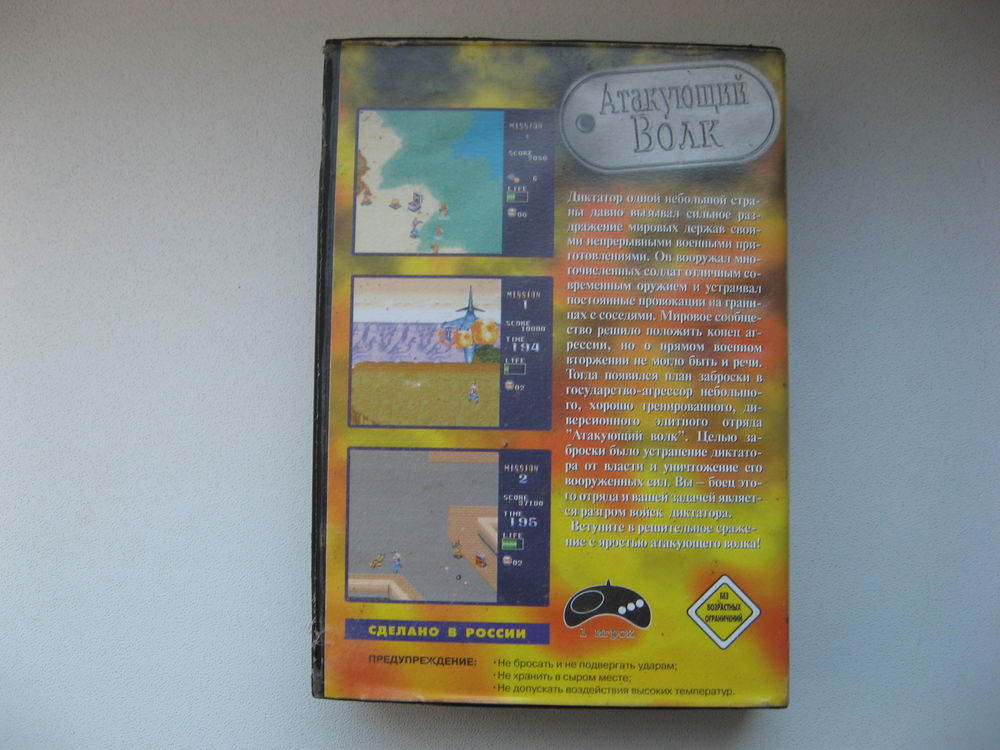 Атакующий
Волк
Диктатор одной небольшой стра-
ны давно вызывал сильное раз-
дражение мировых держав свои-
ми непрерывными военными при-
готовлениями. Он вооружал мно-
гочисленных солдат отличным со-
временным оружием и устраивал
постоянные провокации на грани-
цах с соседями. Мировое сообще-
ство решило положить конец аг-
рессии, но о прямом военном
вторжении не могло быть и речи.
Тогда появился план заброски в
государство-агрессор небольшо-
го, хорошо тренированного, ди-
версионного элитного отряда
"Атакующий волк". Целью за-
броски было устранение диктато-
ра от власти и уничтожение его
вооруженных сил. Вы – боец это-
го отряда и вашей задачей являет-
ся разгром войск диктатора.
Вступите в решительное сраже-
ние с яростью атакующего волка!
MISSION
SCORE
LIFE
MISSION
1
SCORE
10000
TIME
194
LIFE
02
MISSION
2
SCORE
37100
TIME
195
LIFE
02
1 игрок
БЕЗ
ВОЗРАСТНЫХ
ОГРАНИЧЕНИЙ
СДЕЛАНО В РОССИИ
ПРЕДУПРЕЖДЕНИЕ: · Не бросать и не подвергать ударам;
· Не хранить в сыром месте;
· Не допускать воздействия высоких температур.